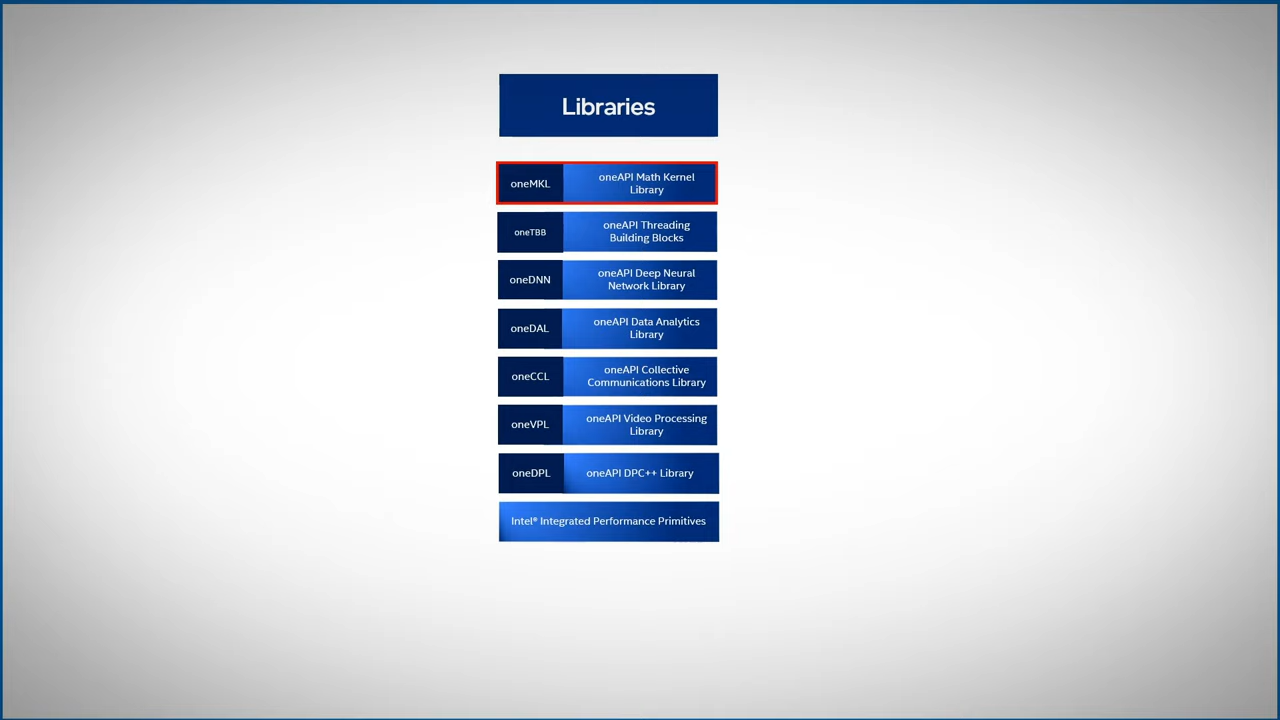 Libraries
oneMKL
oneAPI Math Kernel
Library
oneTBB
oneAPI Threading
Building Blocks
oneDNN
oneAPI Deep Neural
Network Library
oneDAL
oneAPI Data Analytics
Library
oneCCL
oneAPI Collective
Communications Library
oneVPL
oneAPI Video Processing
Library
oneDPL
oneAPI DPC++ Library
Intel® Integrated Performance Primitives